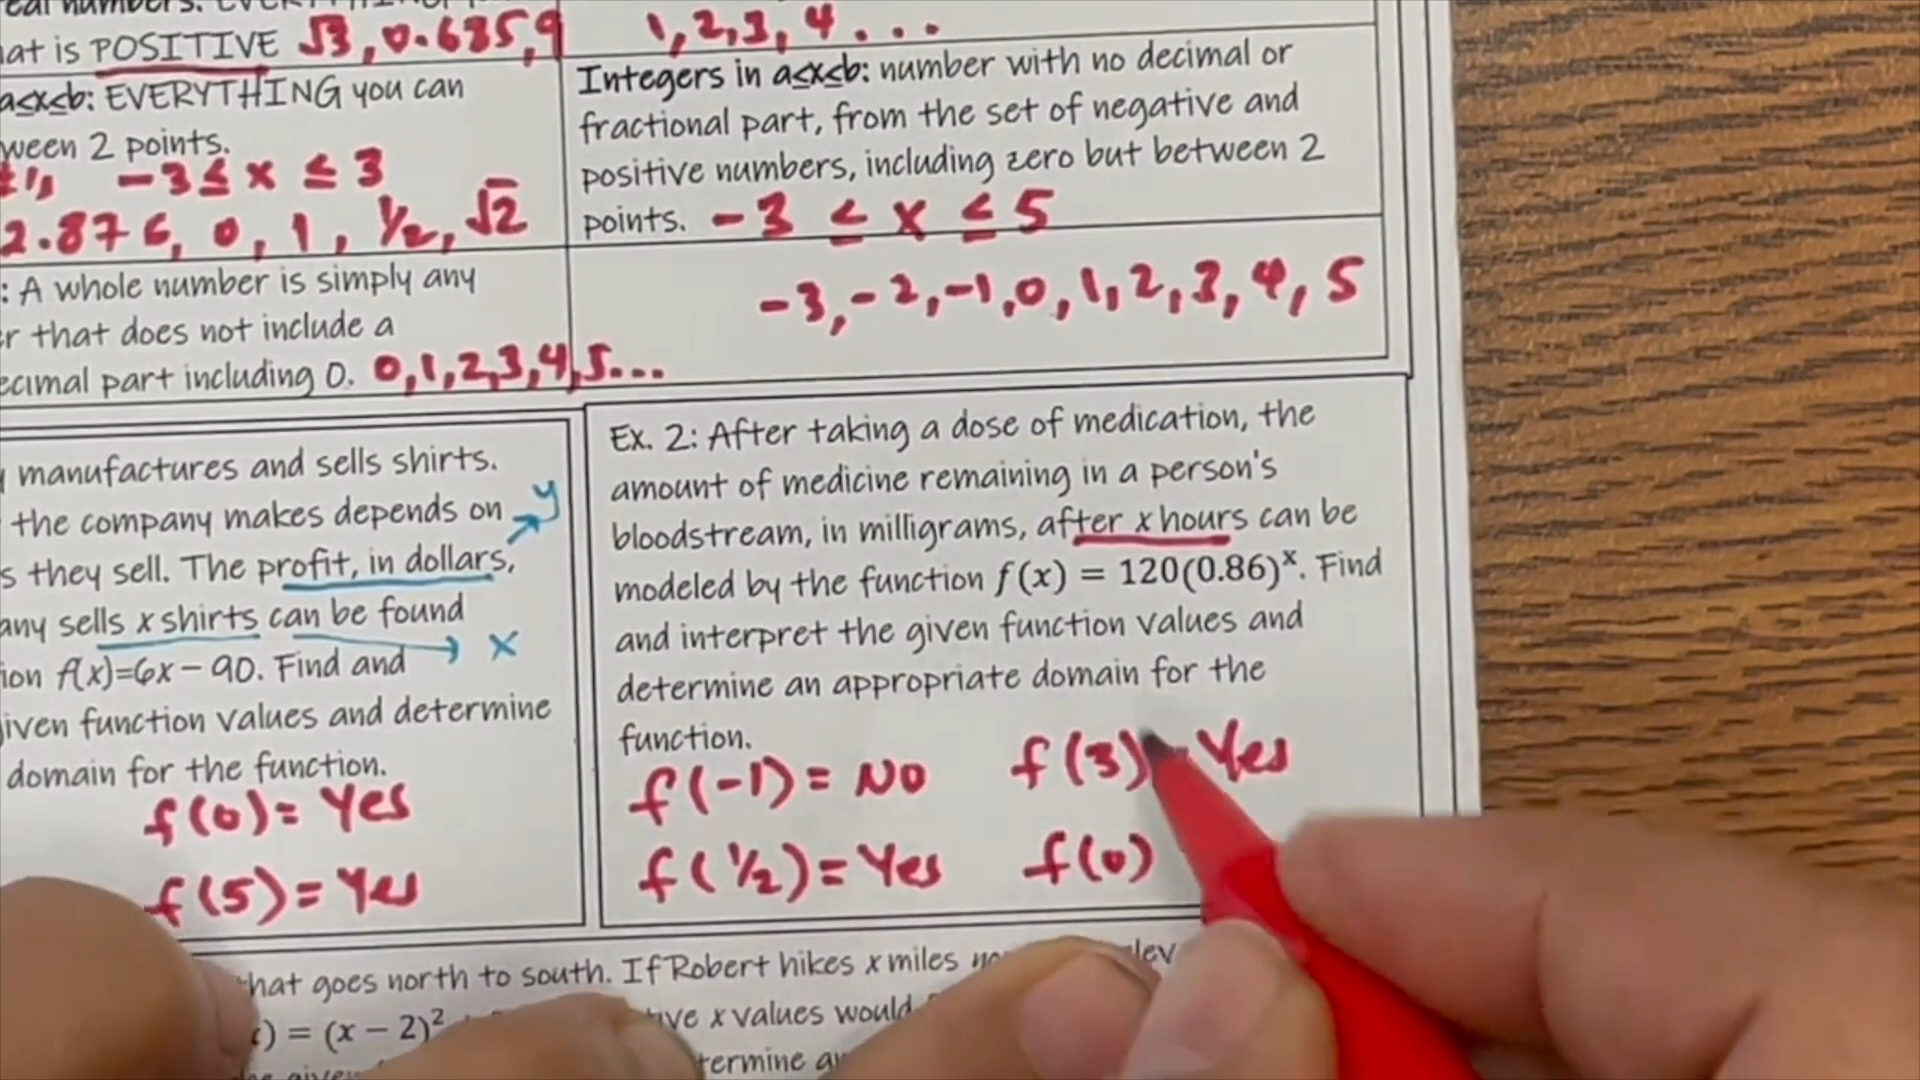 real numbers.
that is POSITIVE √3, 0.685, 9
a≤x≤b: EVERYTHING you can
between 2 points.
-3 ≤ x ≤ 3
2.876, 0, 1, 1/2, √2
: A whole number is simply any
that does not include a
decimal part including 0. 0,1,2,3,4,5...
1,2,3,4...
Integers in a≤x≤b: number with no decimal or
fractional part, from the set of negative and
positive numbers, including zero but between 2
points. -3 ≤ x ≤ 5
-3,-2,-1,0,1,2,3,4,5
manufactures and sells shirts.
the company makes depends on y
they sell. The profit, in dollars,
sells x shirts can be found
x
f(x)=6x-90. Find and
given function values and determine
domain for the function.
f(0)= Yes
f(5)= Yes
Ex. 2: After taking a dose of medication, the
amount of medicine remaining in a person's
bloodstream, in milligrams, after x hours can be
modeled by the function f(x) = 120(0.86)ˣ. Find
and interpret the given function values and
determine an appropriate domain for the
function.
f(-1)= NO f(3) Yes
f(1/2)= Yes f(0)
that goes north to south. If Robert hikes x miles
= (x - 2)²
x values would